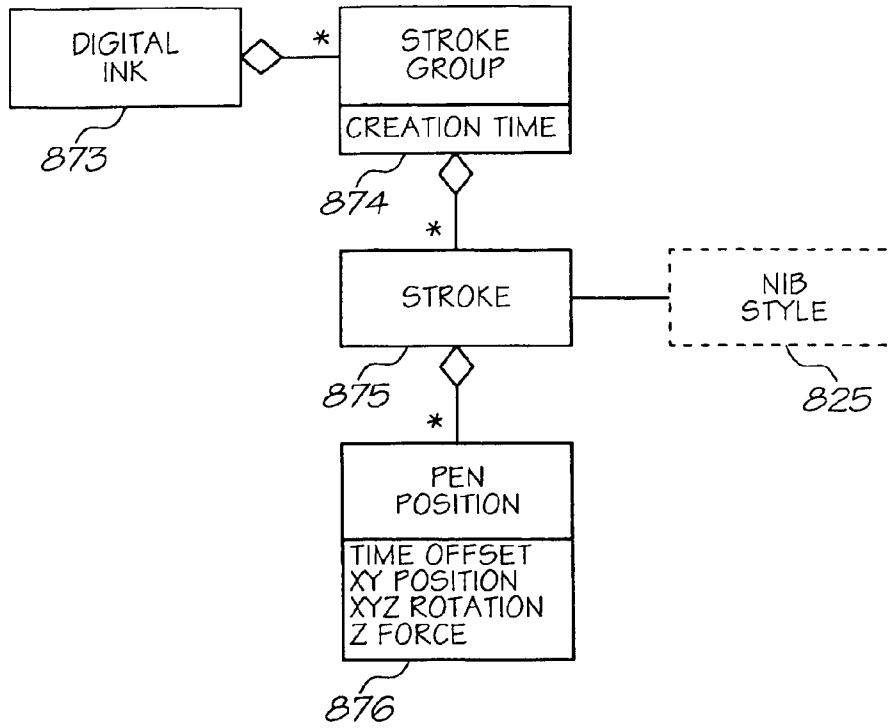 DIGITAL
INK
*
STROKE
GROUP
CREATION TIME
873
874
*
STROKE
NIB
STYLE
875
825
*
PEN
POSITION
TIME OFFSET
XY POSITION
XYZ ROTATION
Z FORCE
876